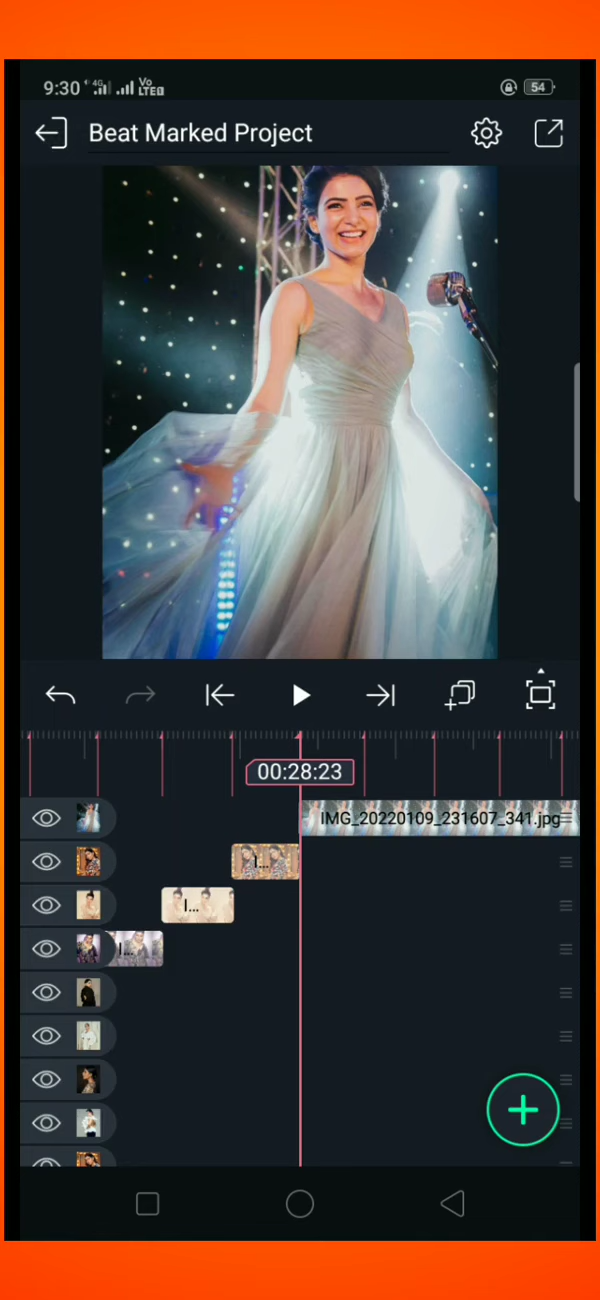 9:30 4G Vo LTE 54
Beat Marked Project
00:28:23
IMG_20220109_231607_341.jpg
I...
I...
I...